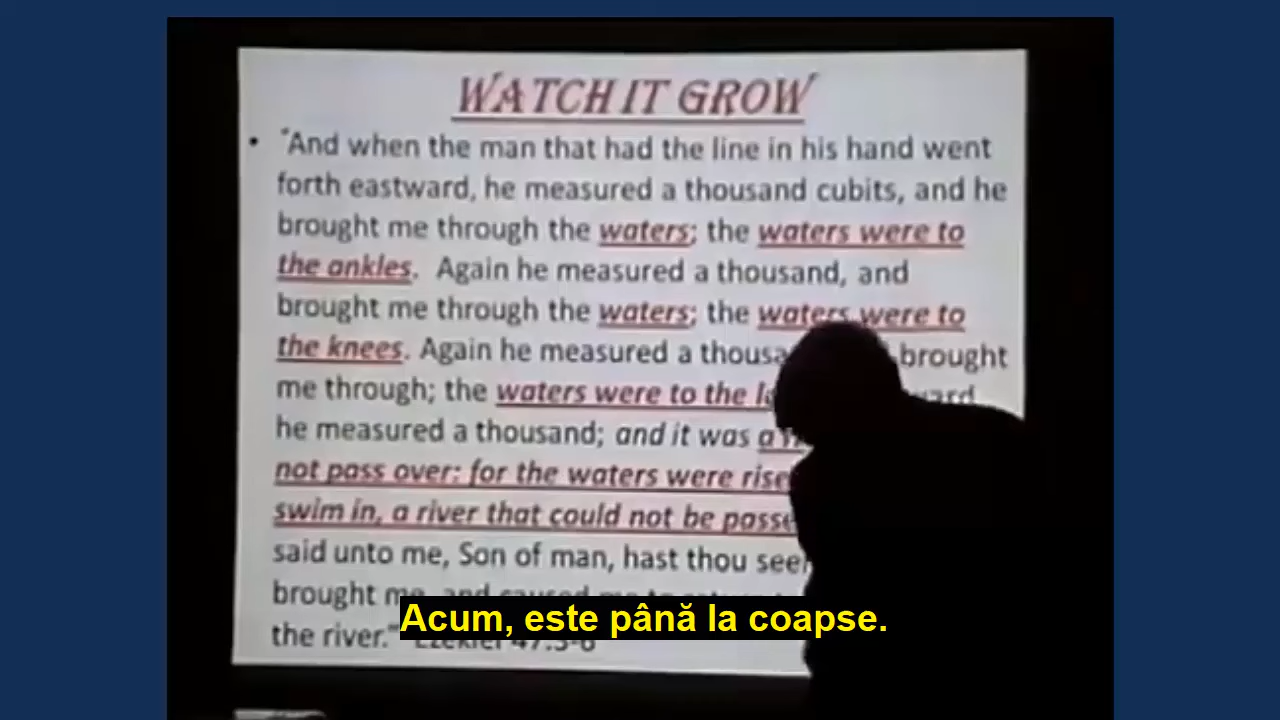 WATCH IT GROW
• "And when the man that had the line in his hand went
forth eastward, he measured a thousand cubits, and he
brought me through the waters; the waters were to
the ankles. Again he measured a thousand, and
brought me through the waters; the waters were to
the knees. Again he measured a brought
me through; the waters were to the
he measured a thousand; and it was
not pass over: for the waters were
swim in, a river that could not be
said unto me, Son of man, hast thou
brought
the river."
Acum, este până la coapse.